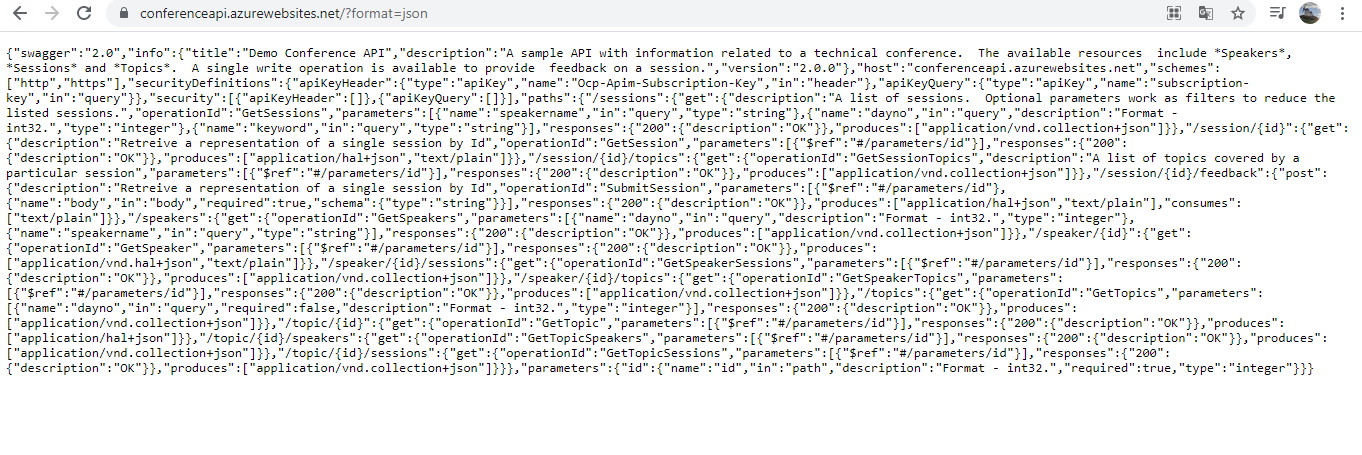 conferenceapi.azurewebsites.net/?format=json
{"swagger":"2.0","info":{"title":"Demo Conference API","description":"A sample API with information related to a technical conference.  The available resources  include *Speakers*,
*Sessions* and *Topics*.  A single write operation is available to provide  feedback on a session.","version":"2.0.0"},"host":"conferenceapi.azurewebsites.net","schemes":
["http","https"],"securityDefinitions":{"apiKeyHeader":{"type":"apiKey","name":"Ocp-Apim-Subscription-Key","in":"header"},"apiKeyQuery":{"type":"apiKey","name":"subscription-
key","in":"query"}},"security":[{"apiKeyHeader":[]},{"apiKeyQuery":[]}],"paths":{"/sessions":{"get":{"description":"A list of sessions.  Optional parameters work as filters to reduce the
listed sessions.","operationId":"GetSessions","parameters":[{"name":"speakername","in":"query","type":"string"},{"name":"dayno","in":"query","description":"Format -
int32.","type":"integer"},{"name":"keyword","in":"query","type":"string"}],"responses":{"200":{"description":"OK"}},"produces":["application/vnd.collection+json"]}},"/session/{id}":{"get":
{"description":"Retreive a representation of a single session by Id","operationId":"GetSession","parameters":[{"$ref":"#/parameters/id"}],"responses":{"200":
{"description":"OK"}},"produces":["application/hal+json","text/plain"]}},"/session/{id}/topics":{"get":{"operationId":"GetSessionTopics","description":"A list of topics covered by a
particular session","parameters":[{"$ref":"#/parameters/id"}],"responses":{"200":{"description":"OK"}},"produces":["application/vnd.collection+json"]}},"/session/{id}/feedback":{"post":
{"description":"Retreive a representation of a single session by Id","operationId":"SubmitSession","parameters":[{"$ref":"#/parameters/id"},
{"name":"body","in":"body","required":true,"schema":{"type":"string"}}],"responses":{"200":{"description":"OK"}},"produces":["application/hal+json","text/plain"],"consumes":
["text/plain"]}},"/speakers":{"get":{"operationId":"GetSpeakers","parameters":[{"name":"dayno","in":"query","description":"Format - int32.","type":"integer"},
{"name":"speakername","in":"query","type":"string"}],"responses":{"200":{"description":"OK"}},"produces":["application/vnd.collection+json"]}},"/speaker/{id}":{"get":
{"operationId":"GetSpeaker","parameters":[{"$ref":"#/parameters/id"}],"responses":{"200":{"description":"OK"}},"produces":
["application/vnd.hal+json","text/plain"]}},"/speaker/{id}/sessions":{"get":{"operationId":"GetSpeakerSessions","parameters":[{"$ref":"#/parameters/id"}],"responses":{"200":
{"description":"OK"}},"produces":["application/vnd.collection+json"]}},"/speaker/{id}/topics":{"get":{"operationId":"GetSpeakerTopics","parameters":
[{"$ref":"#/parameters/id"}],"responses":{"200":{"description":"OK"}},"produces":["application/vnd.collection+json"]}},"/topics":{"get":{"operationId":"GetTopics","parameters":
[{"name":"dayno","in":"query","required":false,"description":"Format - int32.","type":"integer"}],"responses":{"200":{"description":"OK"}},"produces":
["application/vnd.collection+json"]}},"/topic/{id}":{"get":{"operationId":"GetTopic","parameters":[{"$ref":"#/parameters/id"}],"responses":{"200":{"description":"OK"}},"produces":
["application/hal+json"]}},"/topic/{id}/speakers":{"get":{"operationId":"GetTopicSpeakers","parameters":[{"$ref":"#/parameters/id"}],"responses":{"200":{"description":"OK"}},"produces":
["application/vnd.collection+json"]}},"/topic/{id}/sessions":{"get":{"operationId":"GetTopicSessions","parameters":[{"$ref":"#/parameters/id"}],"responses":{"200":
{"description":"OK"}},"produces":["application/vnd.collection+json"]}}},"parameters":{"id":{"name":"id","in":"path","description":"Format - int32.","required":true,"type":"integer"}}}